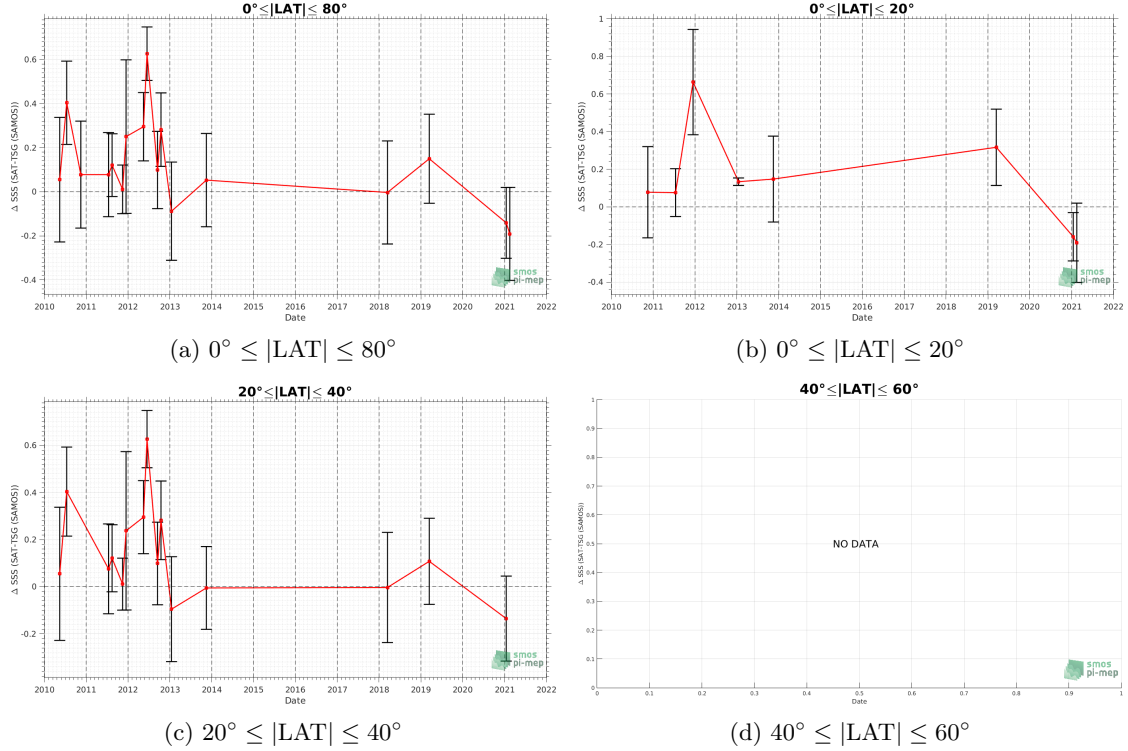 0°≤|LAT|≤ 80°
Δ SSS (SAT-TSG (SAMOS))
0.6
0.4
0.2
0
-0.2
-0.4
2010 2011 2012 2013 2014 2015 2016 2017 2018 2019 2020 2021 2022
Date
smos
pi-mep
(a) 0° ≤ |LAT| ≤ 80°
0°≤|LAT|≤ 20°
Δ SSS (SAT-TSG (SAMOS))
1
0.8
0.6
0.4
0.2
0
-0.2
-0.4
2010 2011 2012 2013 2014 2015 2016 2017 2018 2019 2020 2021 2022
Date
smos
pi-mep
(b) 0° ≤ |LAT| ≤ 20°
20°≤|LAT|≤ 40°
Δ SSS (SAT-TSG (SAMOS))
0.6
0.4
0.2
0
-0.2
2010 2011 2012 2013 2014 2015 2016 2017 2018 2019 2020 2021 2022
Date
smos
pi-mep
(c) 20° ≤ |LAT| ≤ 40°
40°≤|LAT|≤ 60°
Δ SSS (SAT-TSG (SAMOS))
1
0.9
0.8
0.7
0.6
0.5
0.4
0.3
0.2
0.1
0
NO DATA
0 0.1 0.2 0.3 0.4 0.5 0.6 0.7 0.8 0.9 1
Date
smos
pi-mep
(d) 40° ≤ |LAT| ≤ 60°